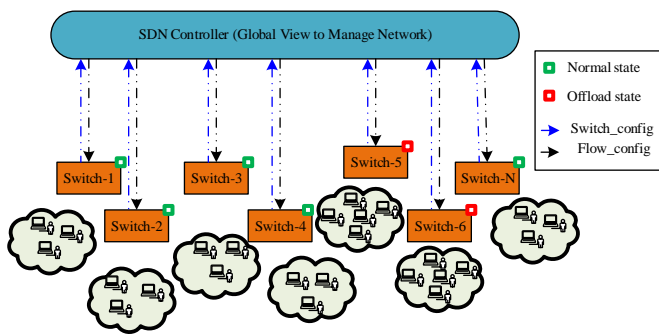 SDN Controller (Global View to Manage Network)
Normal state
Offload state
Switch_config
Flow_config
Switch-1
Switch-2
Switch-3
Switch-4
Switch-5
Switch-6
Switch-N